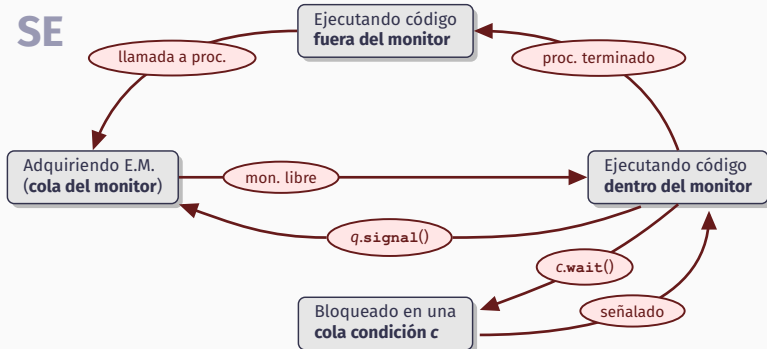 SE
Ejecutando código
fuera del monitor
llamada a proc.
proc. terminado
Adquiriendo E.M.
(cola del monitor)
mon. libre
Ejecutando código
dentro del monitor
q.signal()
c.wait()
Bloqueado en una
cola condición c
señalado